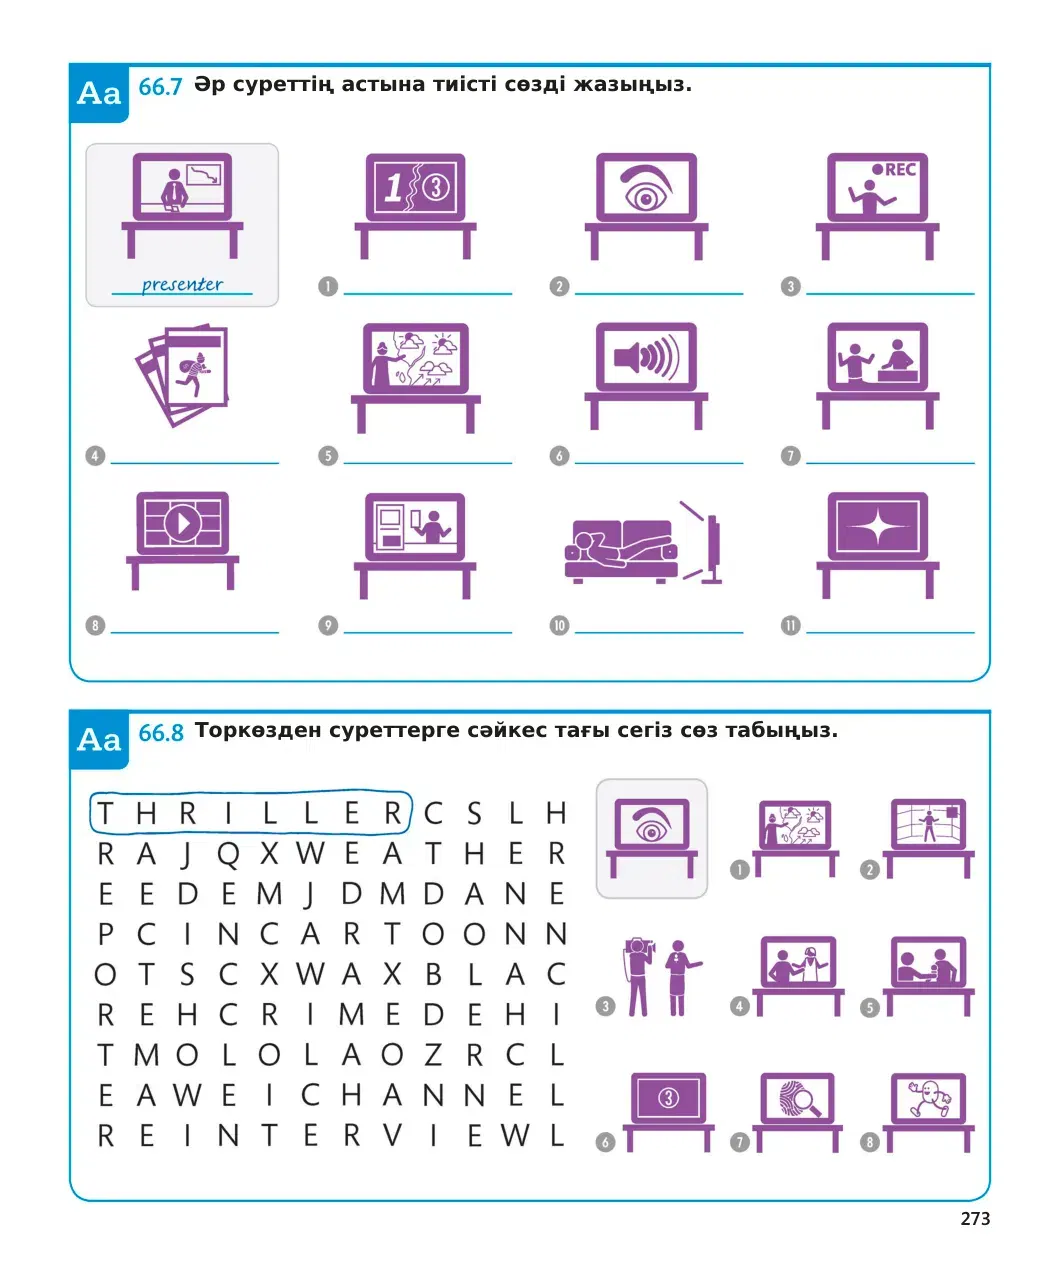 Aa 66.7 Әр суреттің астына тиісті сөзді жазыңыз.
1 3
REC
presenter
1 2 3
4 5 6 7
8 9 10 11
Aa 66.8 Торкөзден суреттерге сәйкес тағы сегіз сөз табыңыз.
T H R I L L E R C S L H
R A J Q X W E A T H E R
E E D E M J D M D A N E
P C I N C A R T O O N N
O T S C X W A X B L A C
R E H C R I M E D E H I
T M O L O L A O Z R C L
E A W E I C H A N N E L
R E I N T E R V I E W L
1 2
3 4 5
3
6 7 8
273